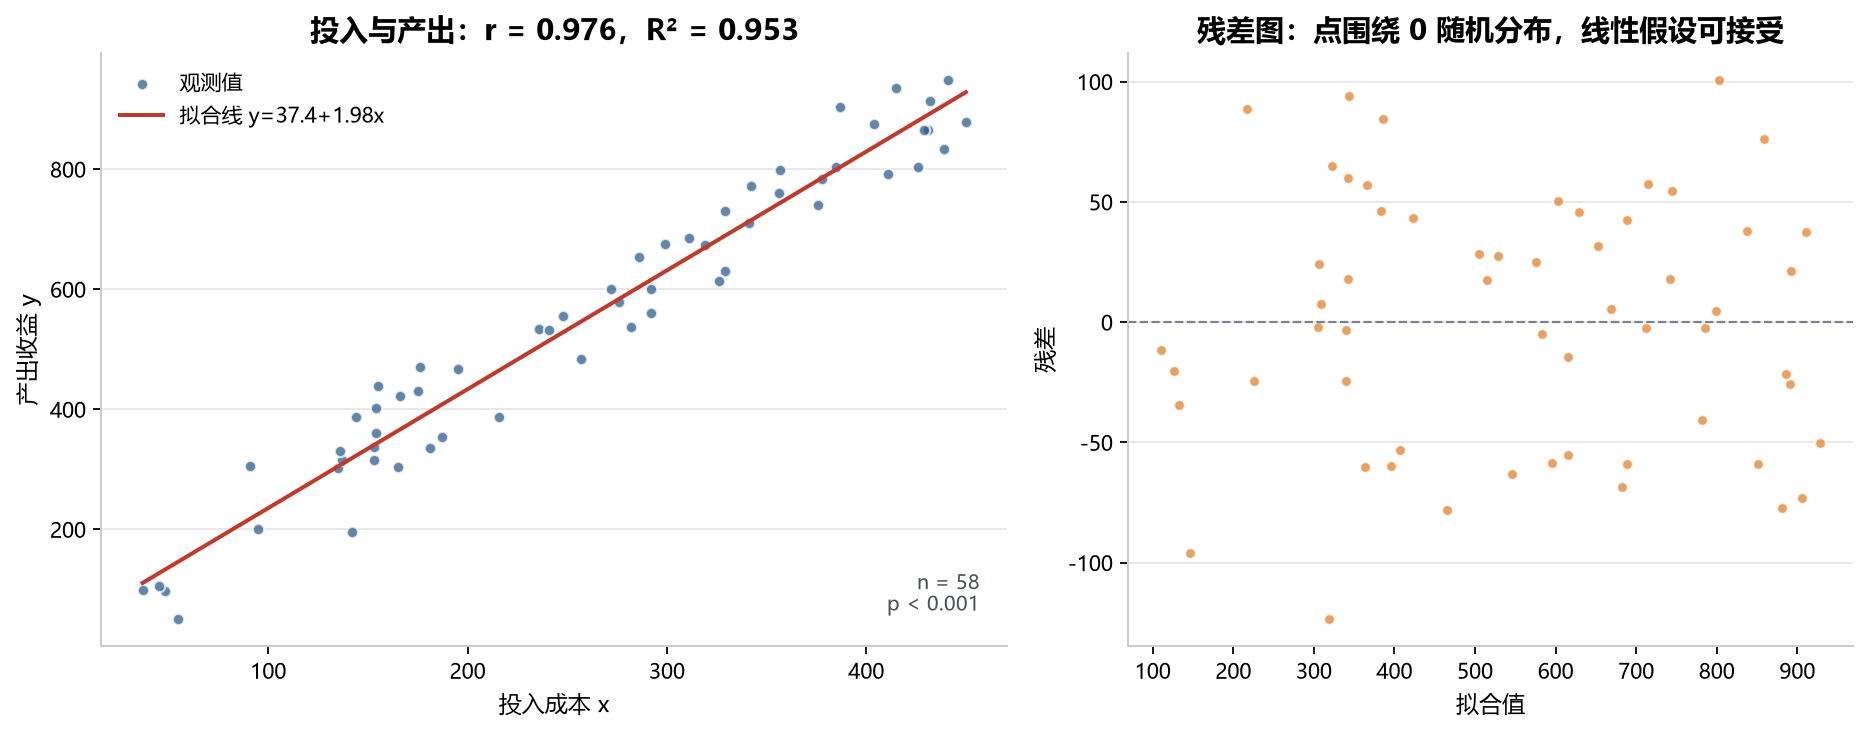 投入与产出：r = 0.976，R² = 0.953
观测值
拟合线 y=37.4+1.98x
800
600
400
200
产出收益 y
n = 58
p < 0.001
100
200
300
400
投入成本 x
残差图：点围绕 0 随机分布，线性假设可接受
100
50
0
-50
-100
残差
100
200
300
400
500
600
700
800
900
拟合值